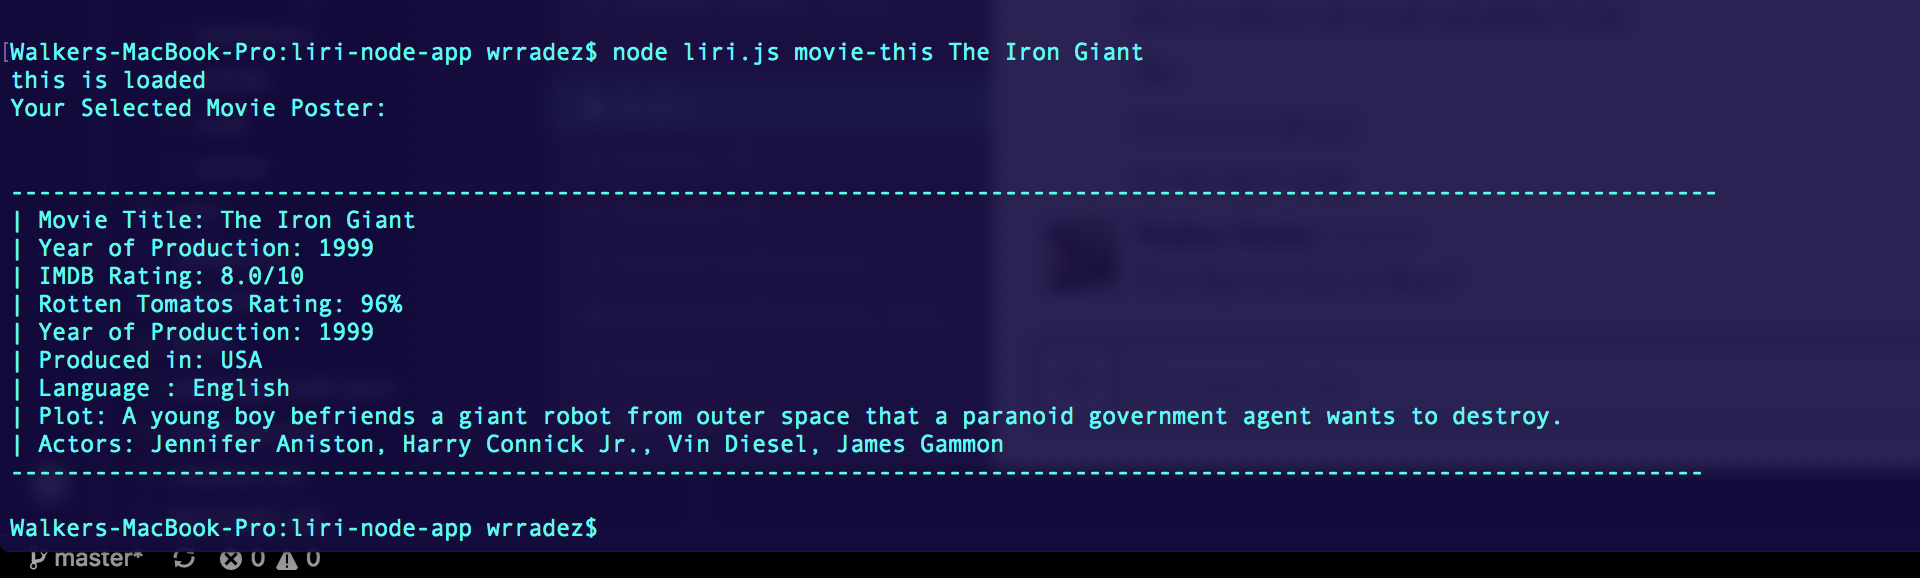 [Walkers-MacBook-Pro:liri-node-app wrradez$ node liri.js movie-this The Iron Giant
this is loaded
Your Selected Movie Poster:
--------------------------------------------------------------------------------------------------------------------------
| Movie Title: The Iron Giant
| Year of Production: 1999
| IMDB Rating: 8.0/10
| Rotten Tomatos Rating: 96%
| Year of Production: 1999
| Produced in: USA
| Language : English
| Plot: A young boy befriends a giant robot from outer space that a paranoid government agent wants to destroy.
| Actors: Jennifer Aniston, Harry Connick Jr., Vin Diesel, James Gammon
-------------------------------------------------------------------------------------------------------------------------
Walkers-MacBook-Pro:liri-node-app wrradez$
master* 0 0